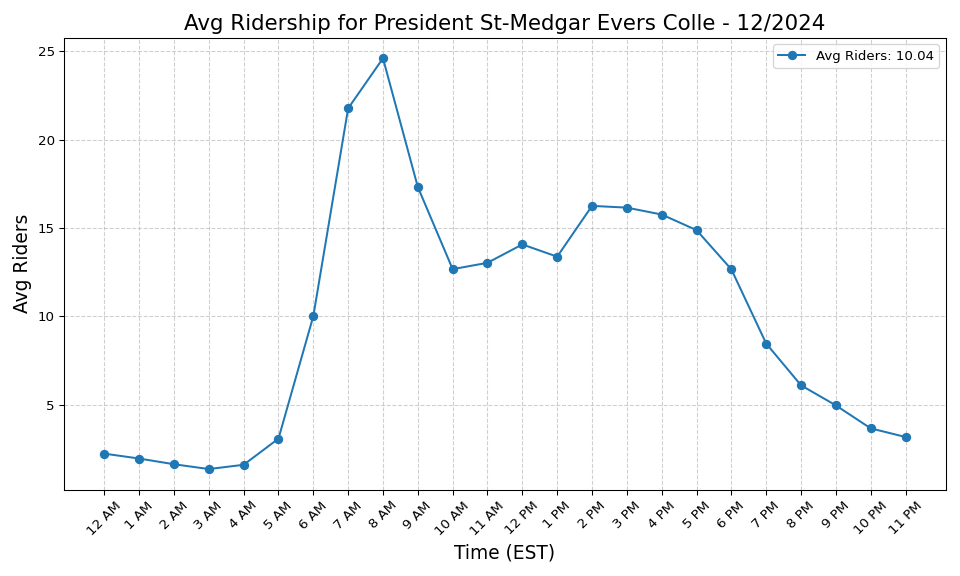 Avg Ridership for President St-Medgar Evers Colle - 12/2024
Avg Riders: 10.04
Avg Riders
25
20
15
10
5
12 AM
1 AM
2 AM
3 AM
4 AM
5 AM
6 AM
7 AM
8 AM
9 AM
10 AM
11 AM
12 PM
1 PM
2 PM
3 PM
4 PM
5 PM
6 PM
7 PM
8 PM
9 PM
10 PM
11 PM
Time (EST)